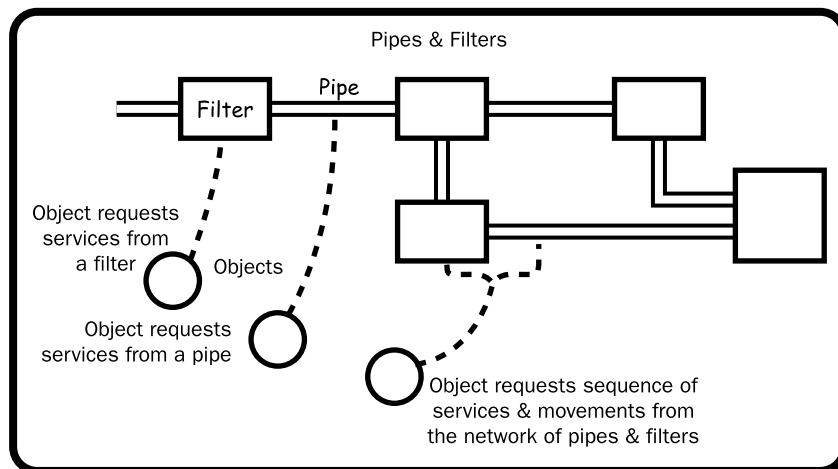 Pipes & Filters
Pipe
Filter
Object requests
services from
a filter
Objects
Object requests
services from a pipe
Object requests sequence of
services & movements from
the network of pipes & filters